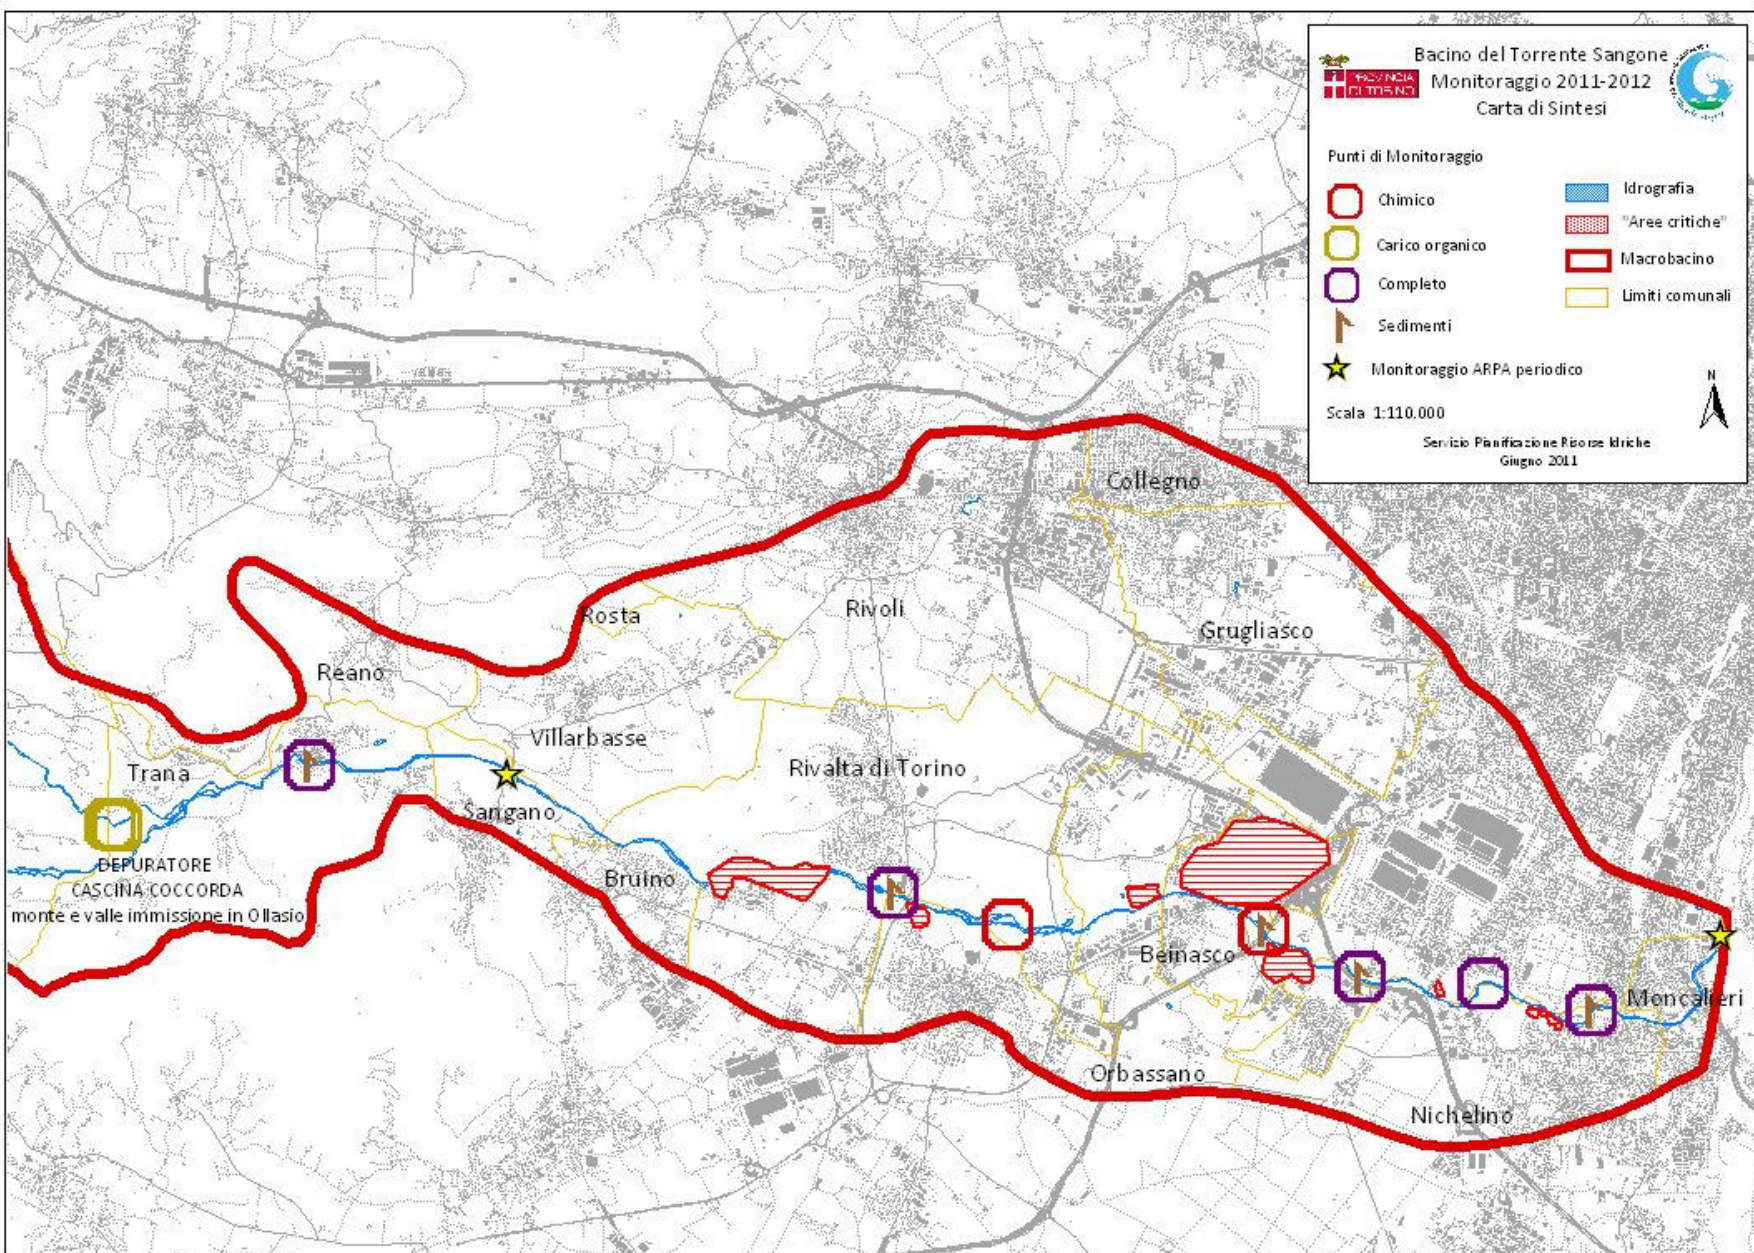 Bacino del Torrente Sangone
Monitoraggio 2011-2012
Carta di Sintesi
PROVINCIA
DI TORINO
Punti di Monitoraggio
Chimico
Carico organico
Completo
Sedimenti
Monitoraggio ARPA periodico
Idrografia
"Aree critiche"
Macrobacino
Limiti comunali
Scala 1:110.000
N
Servizio Pianificazione Risorse Idriche
Giugno 2011
Collegno
Rosta
Rivoli
Grugliasco
Reano
Villarbasse
Trana
Rivalta di Torino
Sangano
DEPURATORE
CASCINA COCCORDA
monte e valle immissione in Ollasio
Bruino
Beinasco
Moncalieri
Orbassano
Nichelino